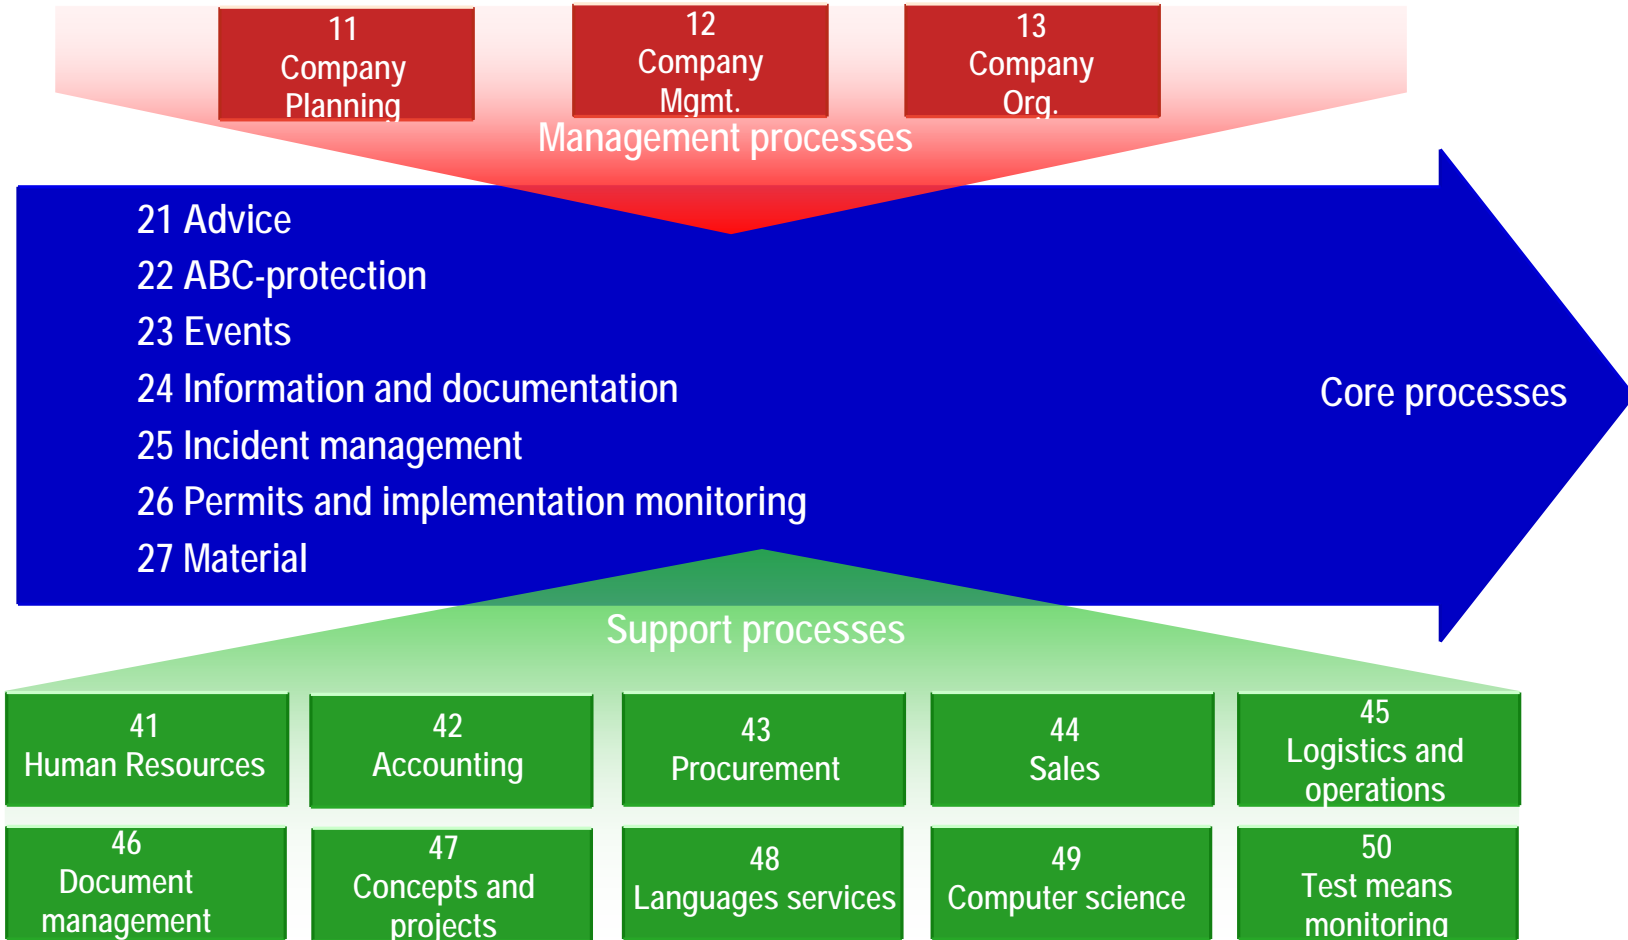 11
Company
Planning
12
Company
Mgmt.
13
Company
Org.
Management processes
21 Advice
22 ABC-protection
23 Events
24 Information and documentation
25 Incident management
26 Permits and implementation monitoring
27 Material
Core processes
Support processes
41
Human Resources
42
Accounting
43
Procurement
44
Sales
45
Logistics and
operations
46
Document
management
47
Concepts and
projects
48
Languages services
49
Computer science
50
Test means
monitoring